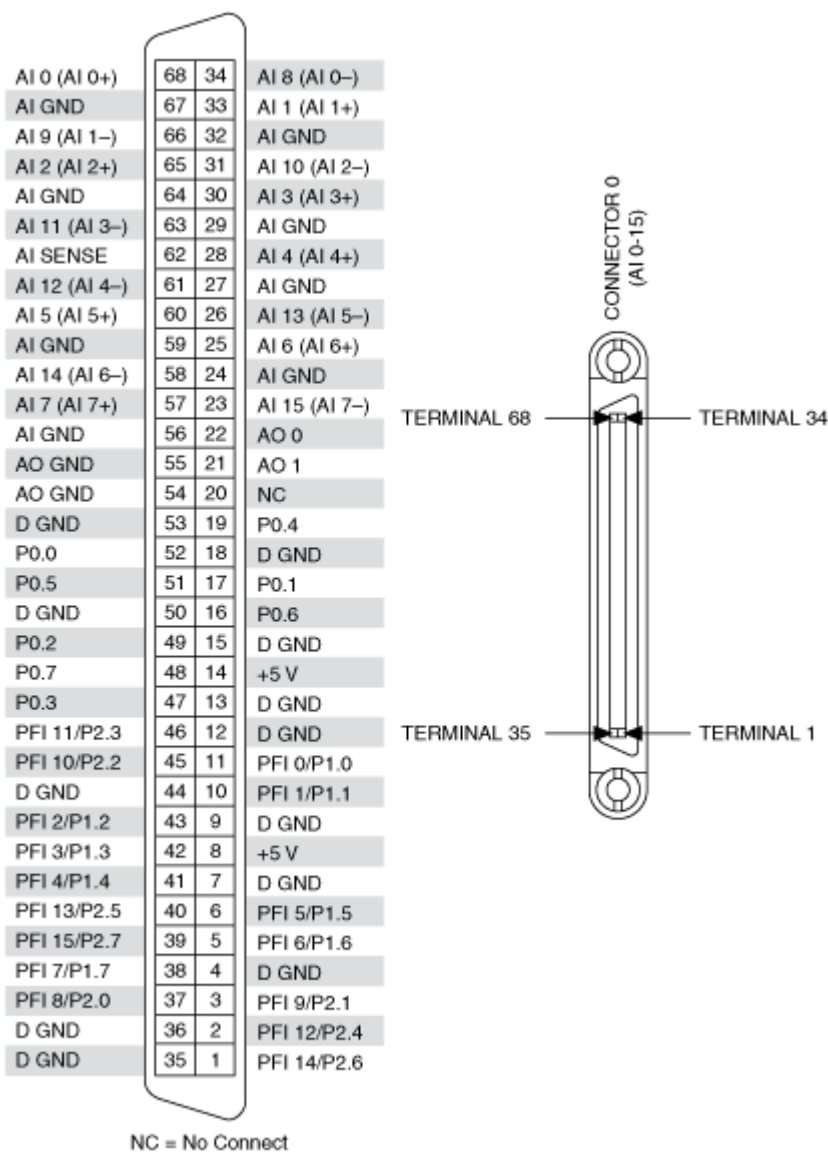 AI 0 (AI 0+) 68 34 AI 8 (AI 0–)
AI GND 67 33 AI 1 (AI 1+)
AI 9 (AI 1–) 66 32 AI GND
AI 2 (AI 2+) 65 31 AI 10 (AI 2–)
AI GND 64 30 AI 3 (AI 3+)
AI 11 (AI 3–) 63 29 AI GND
AI SENSE 62 28 AI 4 (AI 4+)
AI 12 (AI 4–) 61 27 AI GND
AI 5 (AI 5+) 60 26 AI 13 (AI 5–)
AI GND 59 25 AI 6 (AI 6+)
AI 14 (AI 6–) 58 24 AI GND
AI 7 (AI 7+) 57 23 AI 15 (AI 7–)
AI GND 56 22 AO 0
AO GND 55 21 AO 1
AO GND 54 20 NC
D GND 53 19 P0.4
P0.0 52 18 D GND
P0.5 51 17 P0.1
D GND 50 16 P0.6
P0.2 49 15 D GND
P0.7 48 14 +5 V
P0.3 47 13 D GND
PFI 11/P2.3 46 12 D GND
PFI 10/P2.2 45 11 PFI 0/P1.0
D GND 44 10 PFI 1/P1.1
PFI 2/P1.2 43 9 D GND
PFI 3/P1.3 42 8 +5 V
PFI 4/P1.4 41 7 D GND
PFI 13/P2.5 40 6 PFI 5/P1.5
PFI 15/P2.7 39 5 PFI 6/P1.6
PFI 7/P1.7 38 4 D GND
PFI 8/P2.0 37 3 PFI 9/P2.1
D GND 36 2 PFI 12/P2.4
D GND 35 1 PFI 14/P2.6
NC = No Connect
CONNECTOR 0
(AI 0-15)
TERMINAL 68 TERMINAL 34
TERMINAL 35 TERMINAL 1